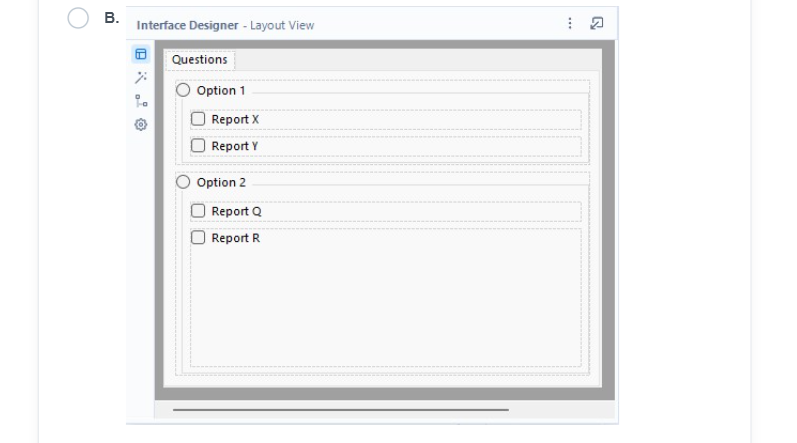 B.
Interface Designer - Layout View
Questions
Option 1
Report X
Report Y
Option 2
Report Q
Report R